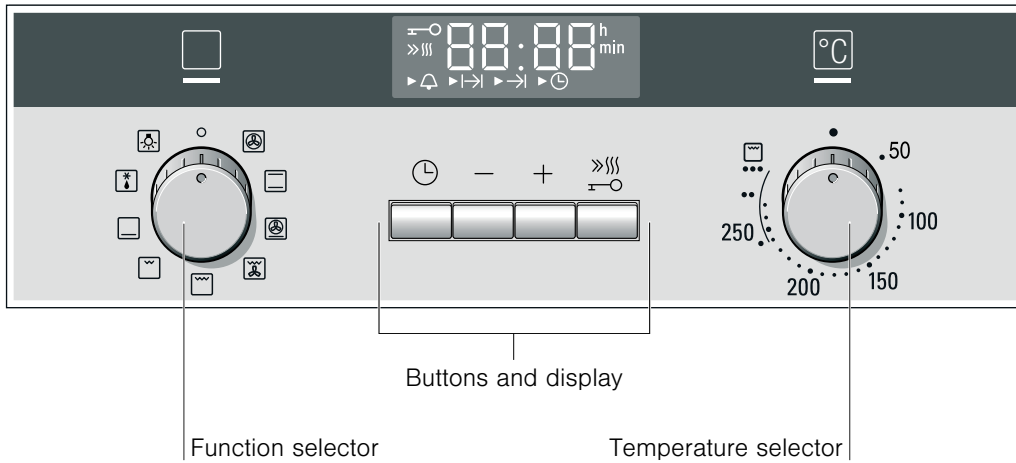 88:88 h
min
°C
50
100
150
200
250
Buttons and display
Function selector
Temperature selector